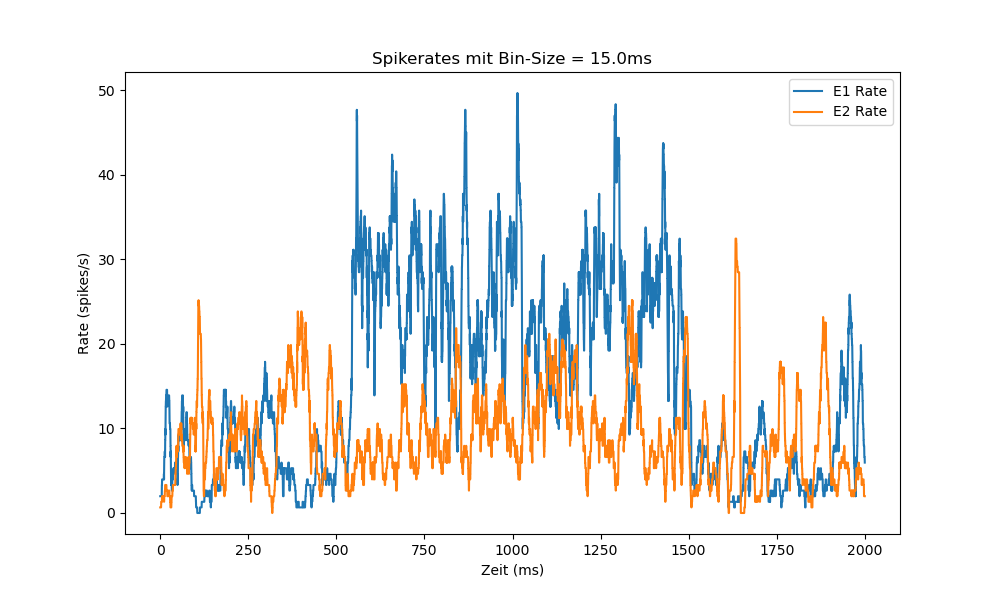 Spikerates mit Bin-Size = 15.0ms
E1 Rate
E2 Rate
50
40
30
20
10
0
Rate (spikes/s)
0 250 500 750 1000 1250 1500 1750 2000
Zeit (ms)